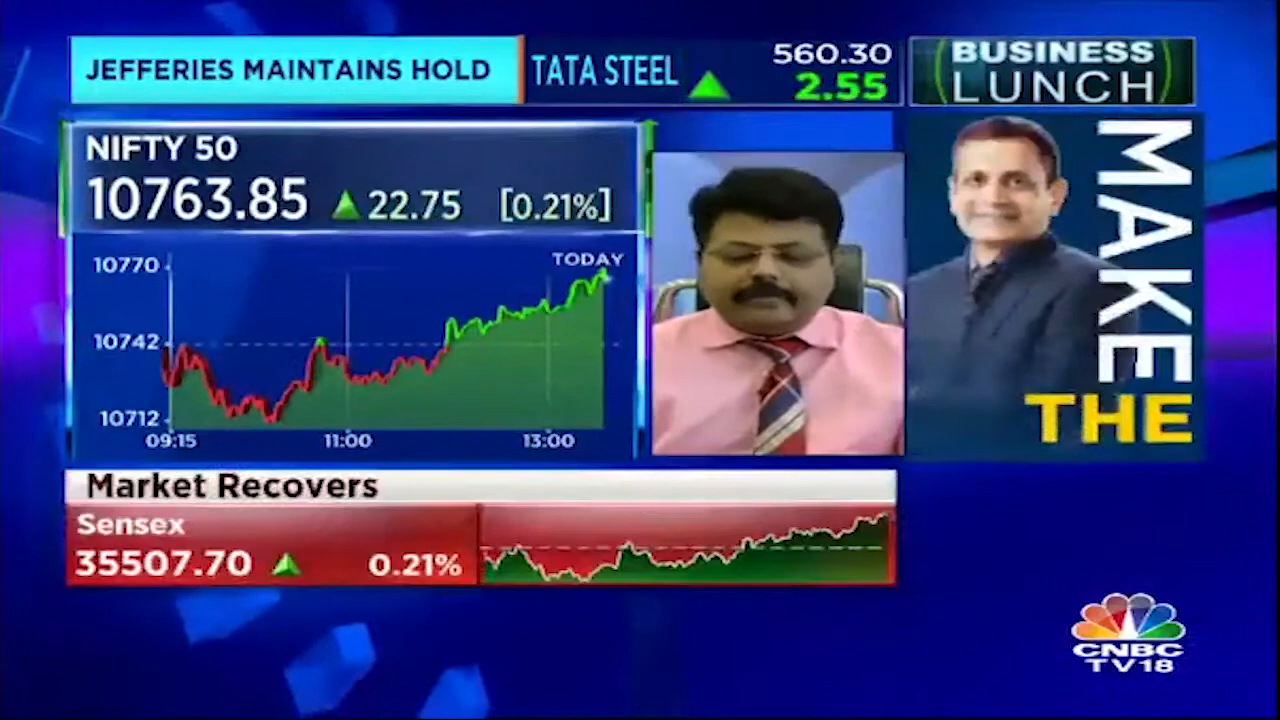 JEFFERIES MAINTAINS HOLD
TATA STEEL
560.30
2.55
BUSINESS
LUNCH
NIFTY 50
10763.85 22.75 [0.21%]
TODAY
10770
10742
10712
09:15 11:00 13:00
MAKE
THE
Market Recovers
Sensex
35507.70 0.21%
CNBC
TV18